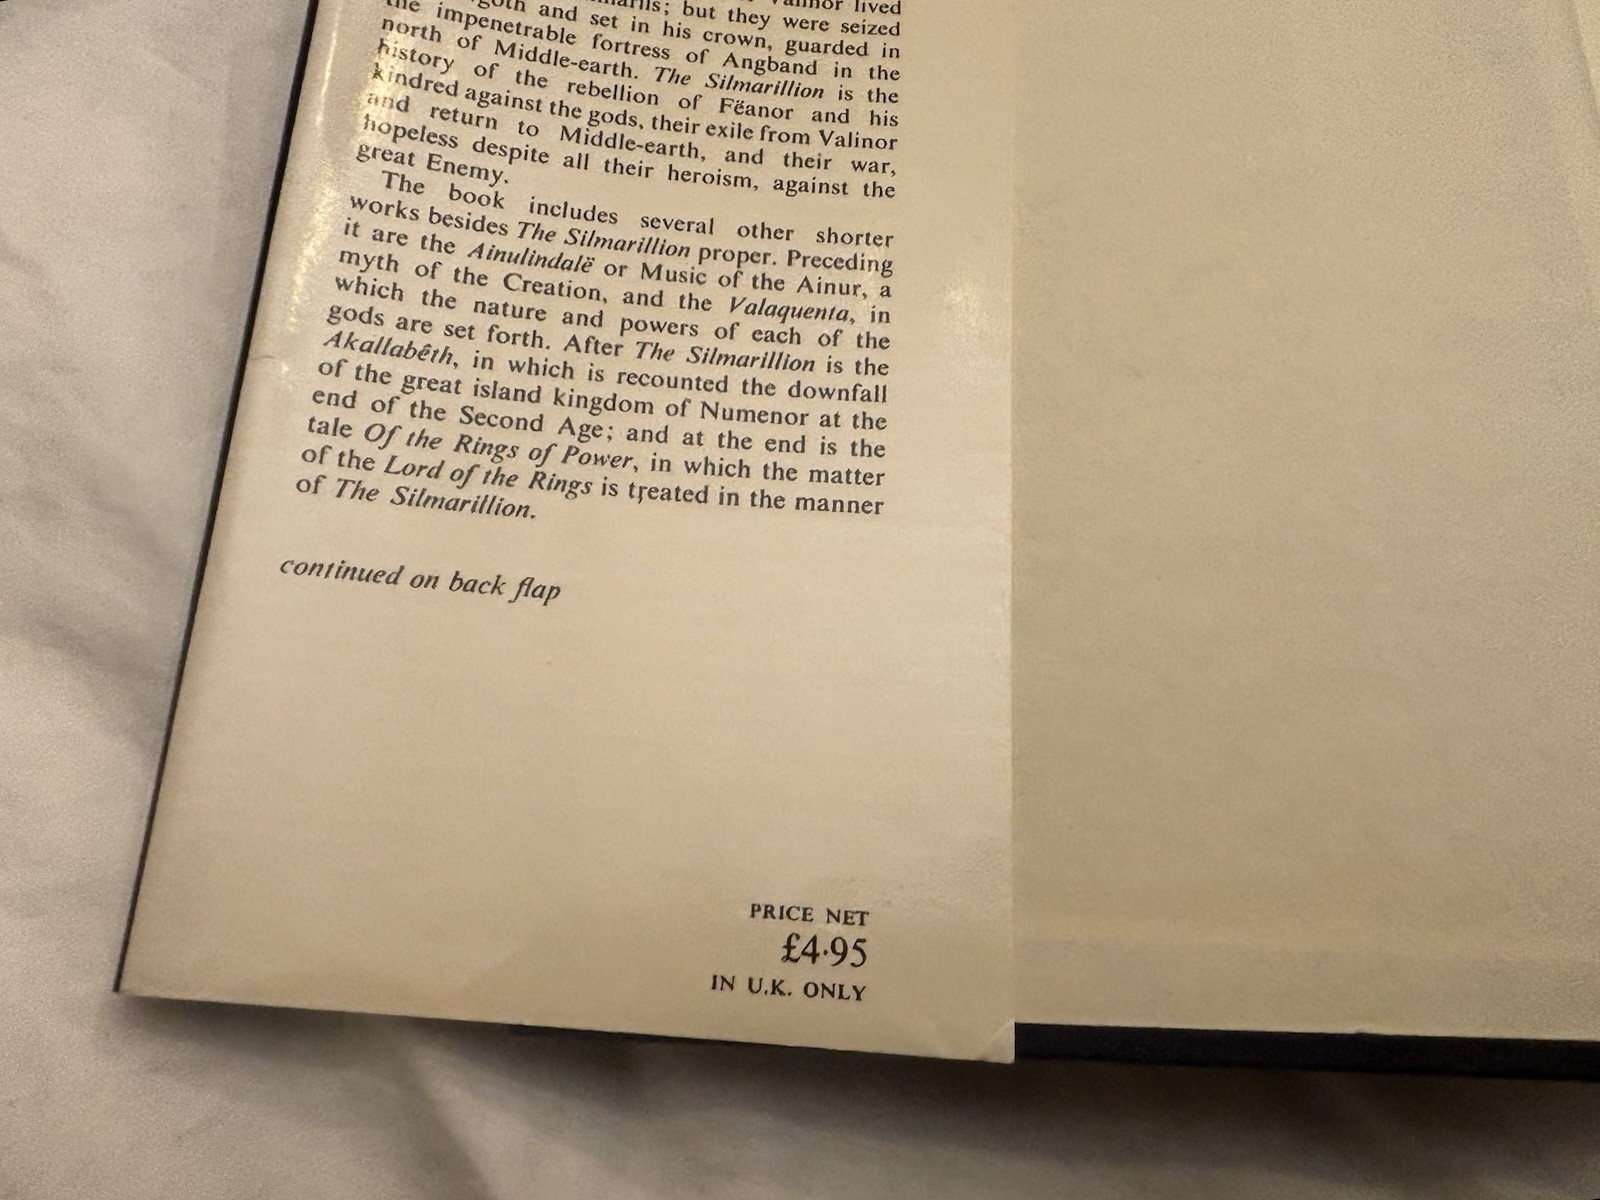 Valinor lived
but they were seized
and set in his crown, guarded in
the impenetrable fortress of Angband in the
north of Middle-earth. The Silmarillion is the
history of the rebellion of Fëanor and his
kindred against the gods, their exile from Valinor
and return to Middle-earth, and their war,
hopeless despite all their heroism, against the
great Enemy.
The book includes several other shorter
works besides The Silmarillion proper. Preceding
it are the Ainulindalë or Music of the Ainur, a
myth of the Creation, and the Valaquenta, in
which the nature and powers of each of the
gods are set forth. After The Silmarillion is the
Akallabêth, in which is recounted the downfall
of the great island kingdom of Numenor at the
end of the Second Age; and at the end is the
tale Of the Rings of Power, in which the matter
of the Lord of the Rings is treated in the manner
of The Silmarillion.
continued on back flap
PRICE NET
£4·95
IN U.K. ONLY